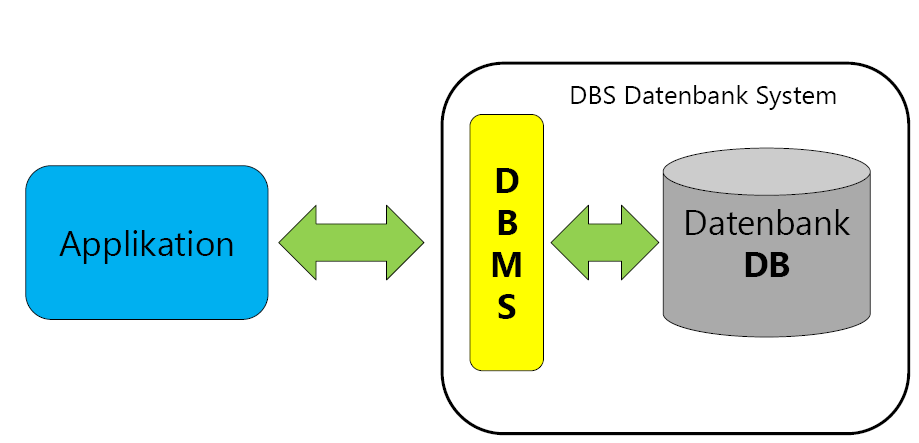 DBS Datenbank System
Applikation
D
B
M
S
Datenbank
DB